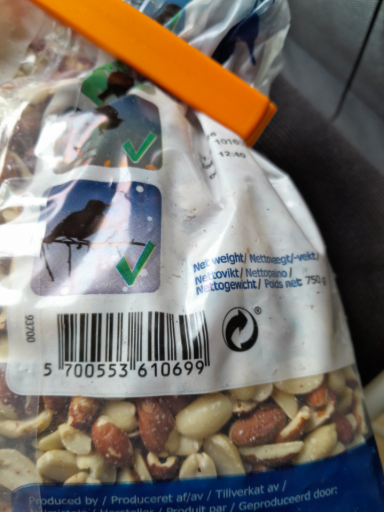 12:40
Net weight/ Nettovægt/-vekt/
Nettovikt/ Nettopaino/
Nettogewicht/ Poids net: 750 g
®
93700
5 700553 610699
Produced by / Produceret af/av / Tillverkat av /
/ Produit par / Geproduceerd door: